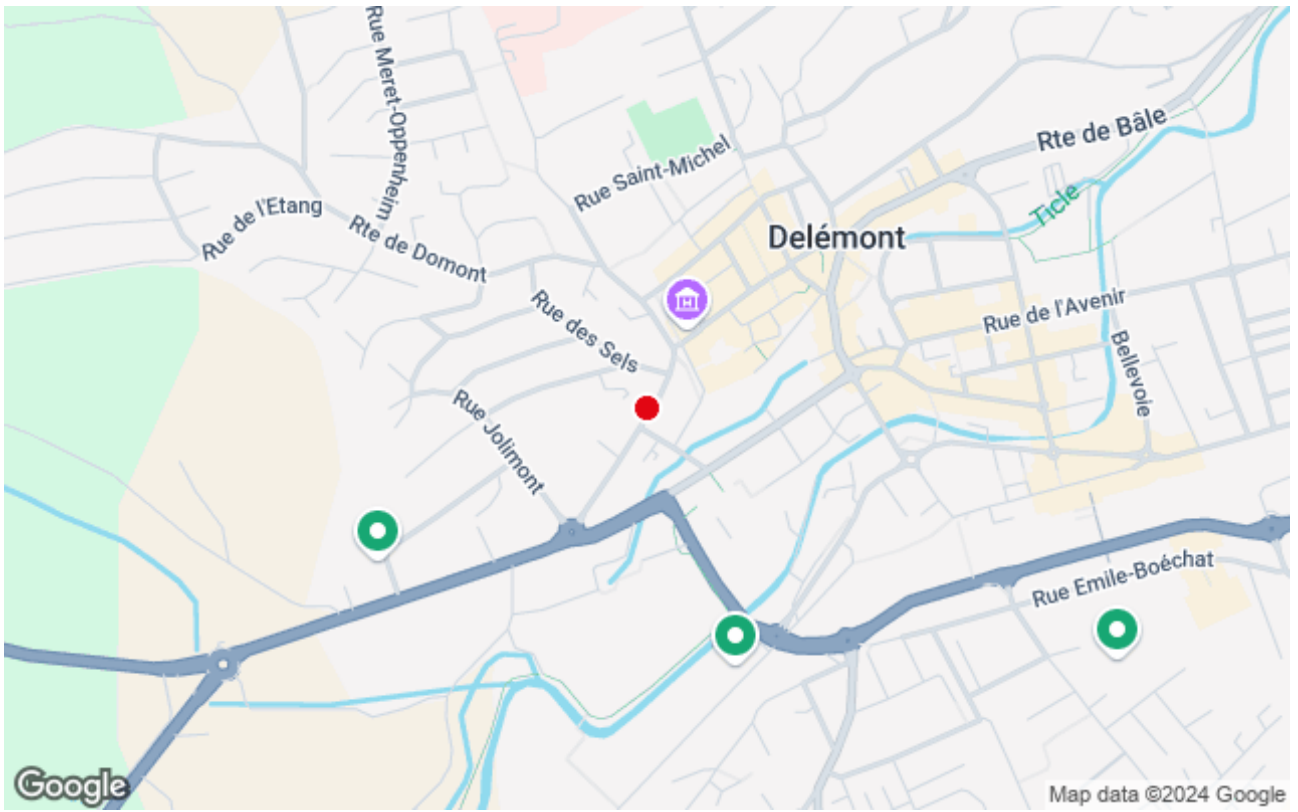 Rue Meret-Oppenheim
Rte de Bâle
Rue Saint-Michel
Ticle
Rue de l'Etang
Rte de Domont
Delémont
Rue de l'Avenir
Rue des Sels
Bellevoie
Rue Jolimont
Rue Emile-Boéchat
Google
Map data ©2024 Google